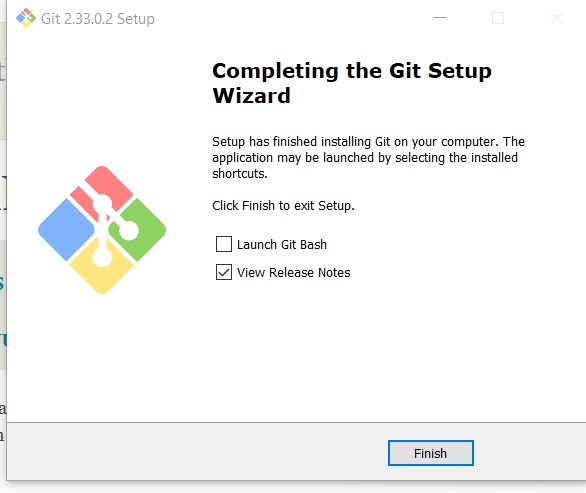 Git 2.33.0.2 Setup
Completing the Git Setup
Wizard
Setup has finished installing Git on your computer. The
application may be launched by selecting the installed
shortcuts.
Click Finish to exit Setup.
Launch Git Bash
View Release Notes
Finish